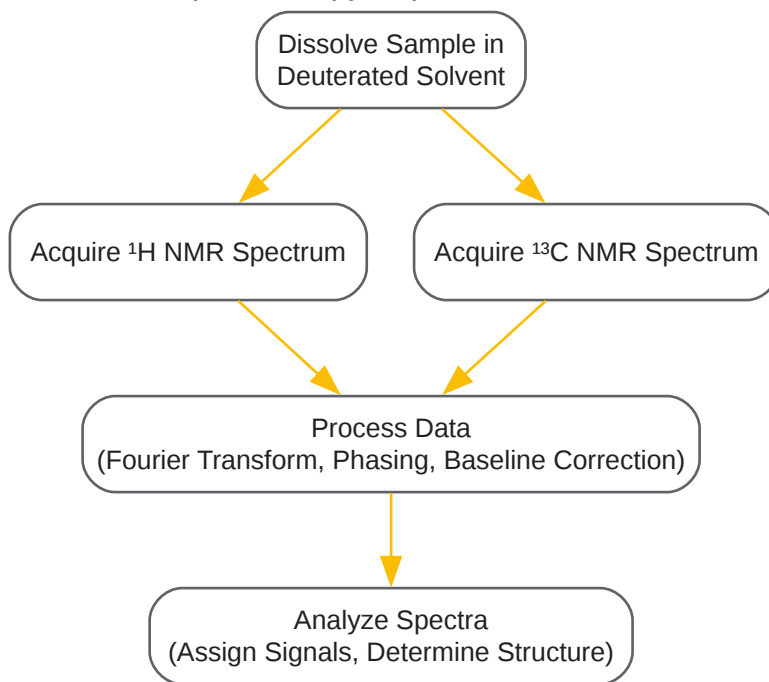 Dissolve Sample in
Deuterated Solvent
Acquire ¹H NMR Spectrum
Acquire ¹³C NMR Spectrum
Process Data
(Fourier Transform, Phasing, Baseline Correction)
Analyze Spectra
(Assign Signals, Determine Structure)